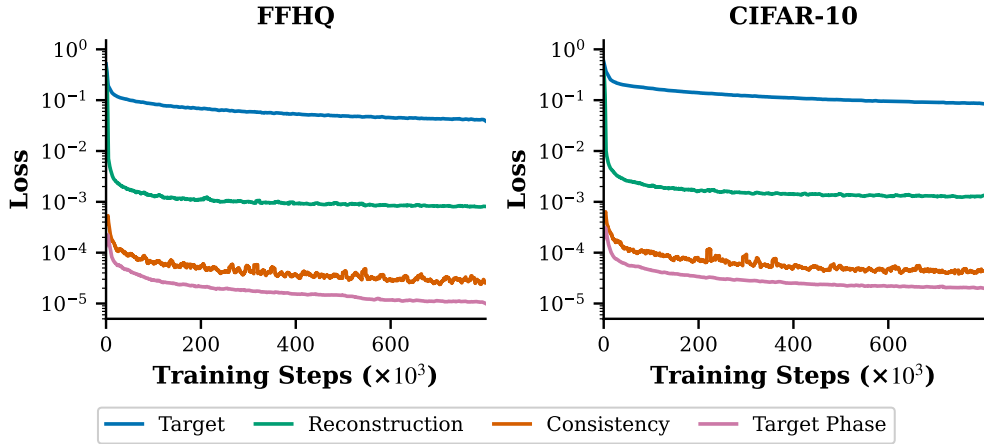 FFHQ
CIFAR-10
10^0
10^-1
10^-2
10^-3
10^-4
10^-5
Loss
0 200 400 600
Training Steps (×10^3)
10^0
10^-1
10^-2
10^-3
10^-4
10^-5
Loss
0 200 400 600
Training Steps (×10^3)
Target Reconstruction Consistency Target Phase